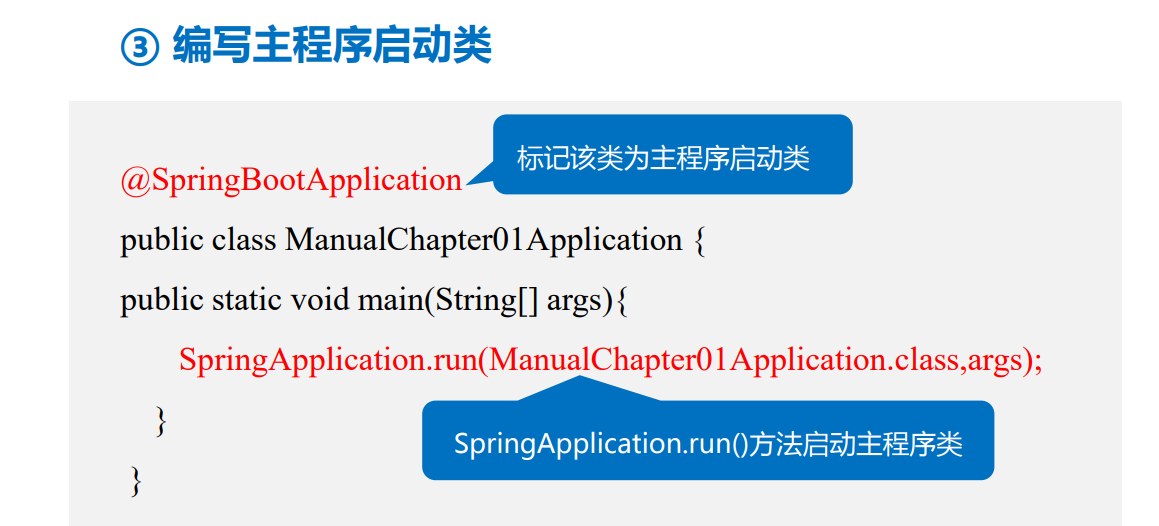 ③ 编写主程序启动类
标记该类为主程序启动类
@SpringBootApplication
public class ManualChapter01Application {
public static void main(String[] args){
SpringApplication.run(ManualChapter01Application.class,args);
}
SpringApplication.run()方法启动主程序类
}